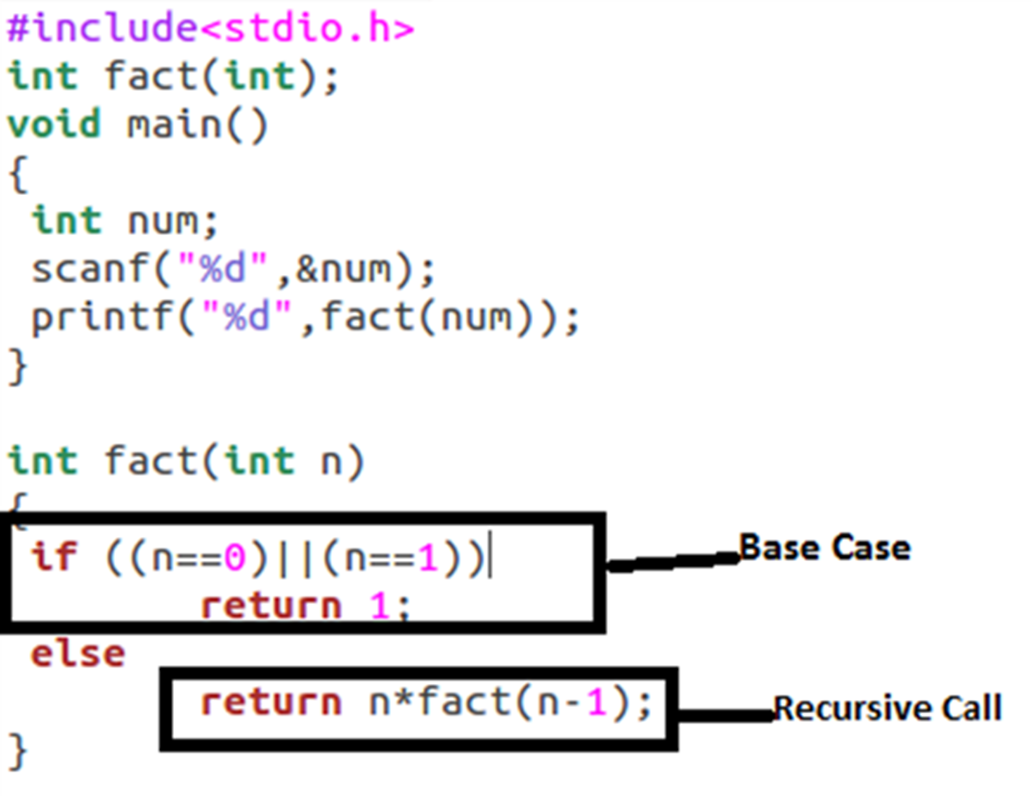 #include<stdio.h>
int fact(int);
void main()
{
int num;
scanf("%d",&num);
printf("%d",fact(num));
}
int fact(int n)
{
if ((n==0)||(n==1))
Base Case
return 1;
else
return n*fact(n-1);
Recursive Call
}